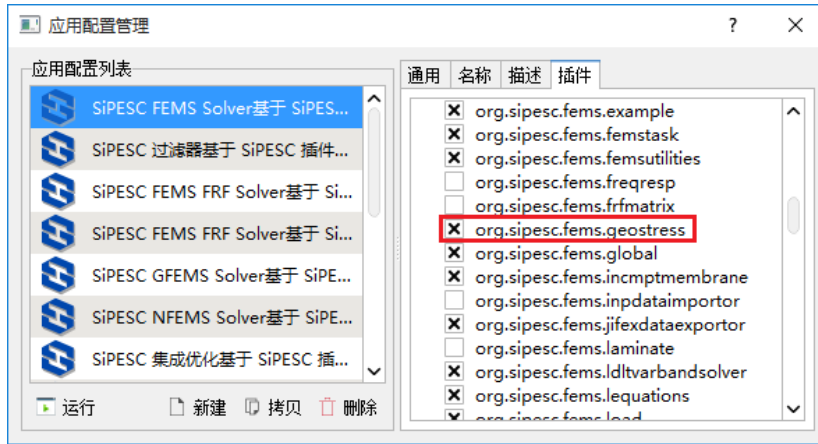 应用配置管理
应用配置列表
SiPESC FEMS Solver基于 SiPES...
SiPESC 过滤器基于 SiPESC 插件...
SiPESC FEMS FRF Solver基于 Si...
SiPESC FEMS FRF Solver基于 Si...
SiPESC GFEMS Solver基于 SiPE...
SiPESC NFEMS Solver基于 SiPE...
SiPESC 集成优化基于 SiPESC 插...
运行 新建 拷贝 删除
通用 名称 描述 插件
org.sipesc.fems.example
org.sipesc.fems.femstask
org.sipesc.fems.femsutilities
org.sipesc.fems.freqresp
org.sipesc.fems.frfmatrix
org.sipesc.fems.geostress
org.sipesc.fems.global
org.sipesc.fems.incmptmembrane
org.sipesc.fems.inpdataimportor
org.sipesc.fems.jifexdataexportor
org.sipesc.fems.laminate
org.sipesc.fems.ldltvarbandsolver
org.sipesc.fems.lequations
org.sipesc.fems.load